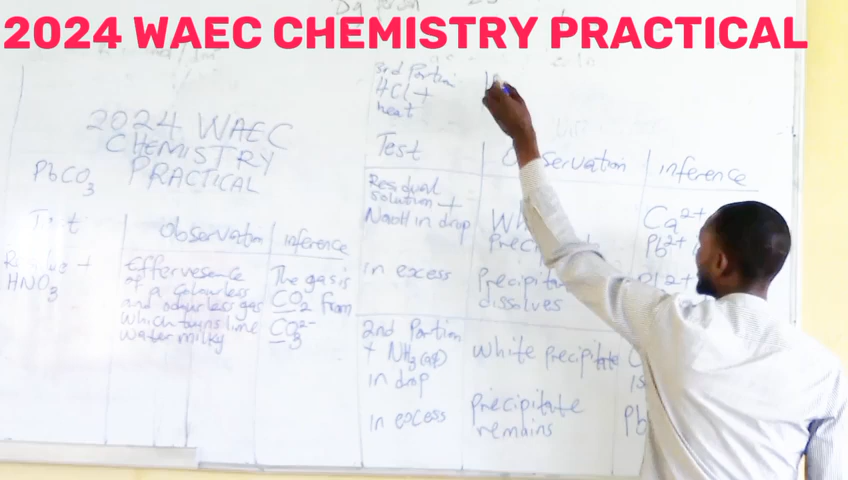 2024 WAEC CHEMISTRY PRACTICAL
2024 WAEC
CHEMISTRY
PRACTICAL
PbCO3
Test
Observation
inference
HNO3
+
Effervesence
of a colourless
and odourless gas
which turns lime
water milky
The gas is
CO2 from
CO3²⁻
3rd Portion
HCl +
heat
Test
Observation
inference
Residual
solution +
NaOH in drop
Precipitate
Ca²⁺
Pb²⁺
in excess
Precipitate
dissolves
2nd Portion
+ NH3(aq)
in drop
White precipitate
in excess
precipitate
remains
Pb